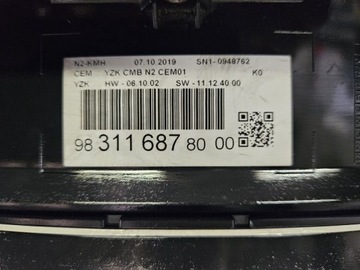 N2-KMH 07.10.2019 SN1- 0948762
CEM YZK CMB N2 CEM01 K0
YZK HW - 06.10.02 SW - 11.12 40 00
98 311 687 80 00